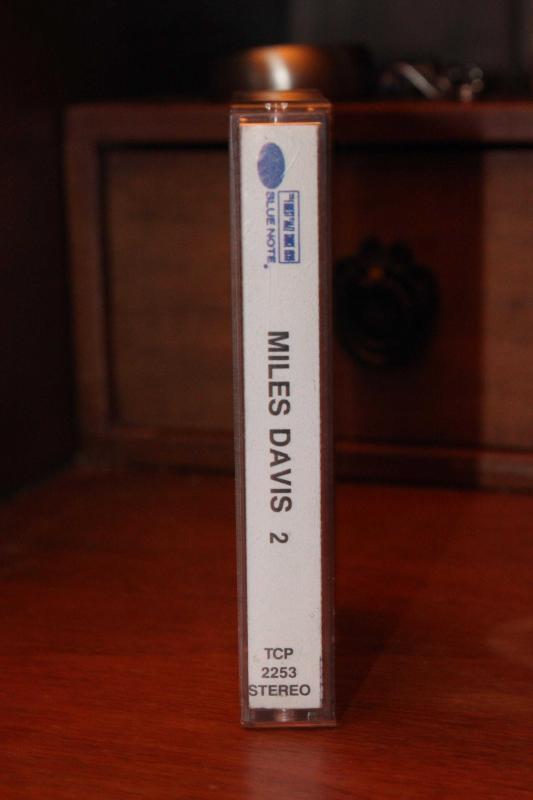 BLUE NOTE
MILES DAVIS 2
TCP
2253
STEREO